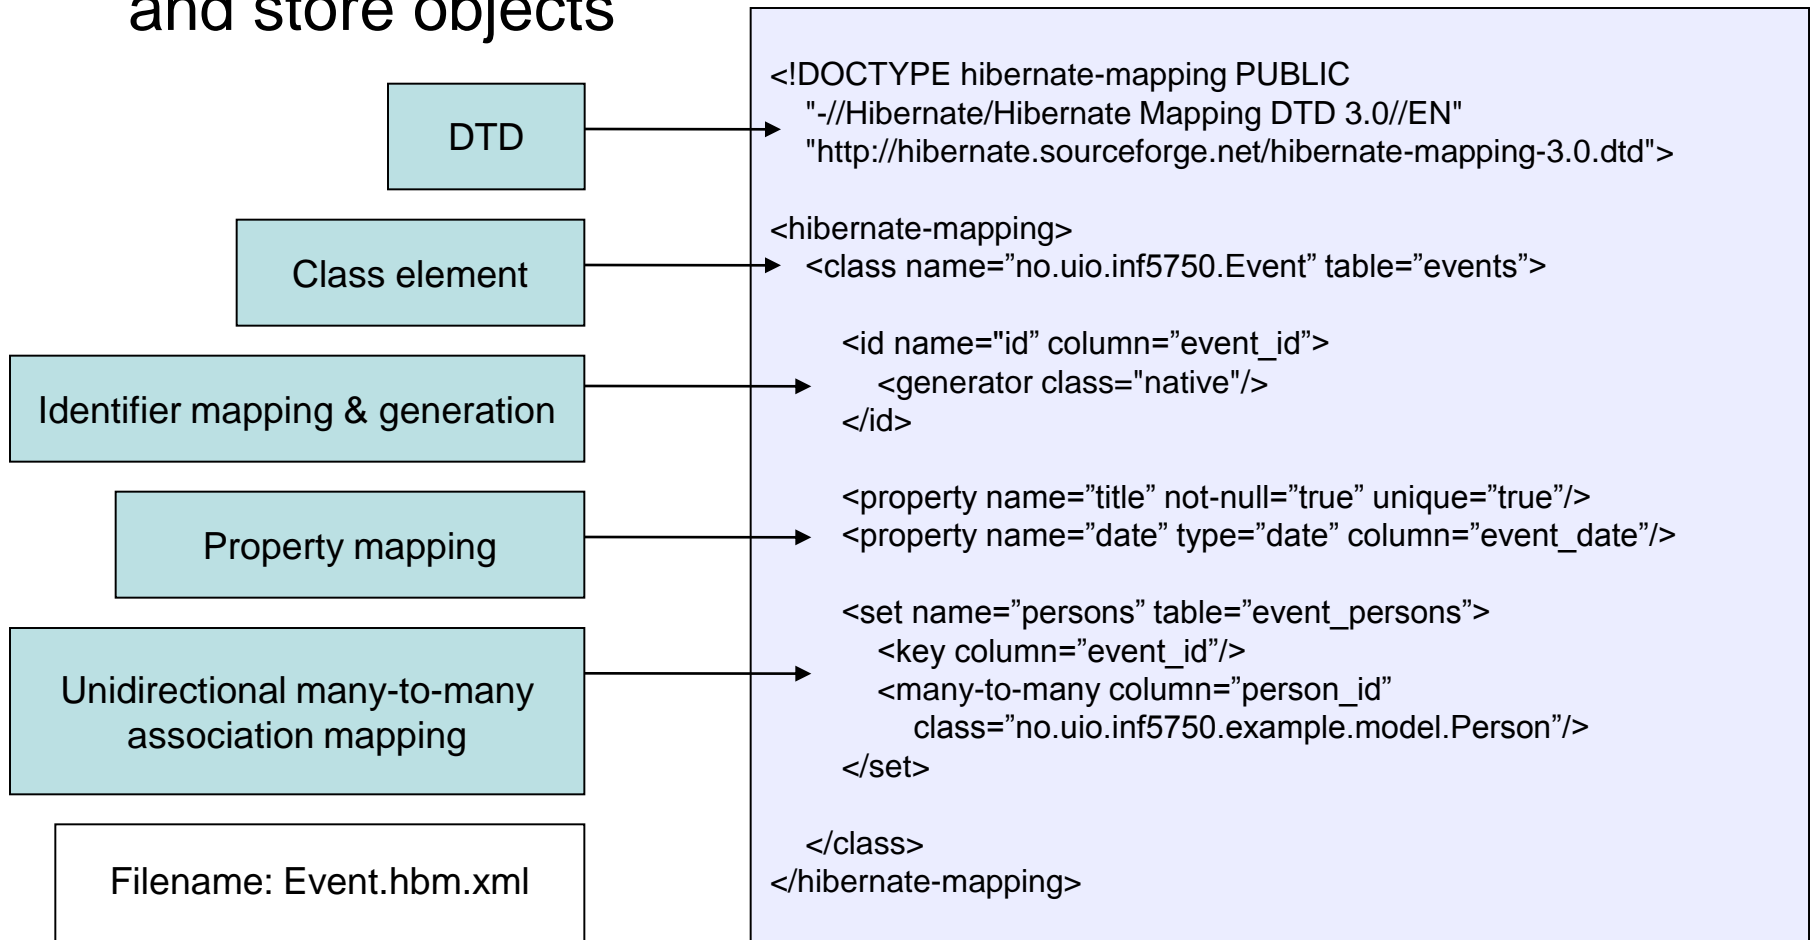 and store objects
DTD
Class element
Identifier mapping & generation
Property mapping
Unidirectional many-to-many
association mapping
Filename: Event.hbm.xml
<!DOCTYPE hibernate-mapping PUBLIC
"-//Hibernate/Hibernate Mapping DTD 3.0//EN"
"http://hibernate.sourceforge.net/hibernate-mapping-3.0.dtd">
<hibernate-mapping>
<class name=”no.uio.inf5750.Event” table=”events”>
<id name="id” column=”event_id”>
<generator class="native"/>
</id>
<property name=”title” not-null=”true” unique=”true”/>
<property name=”date” type=”date” column=”event_date”/>
<set name=”persons” table=”event_persons”>
<key column=”event_id”/>
<many-to-many column=”person_id”
class=”no.uio.inf5750.example.model.Person”/>
</set>
</class>
</hibernate-mapping>